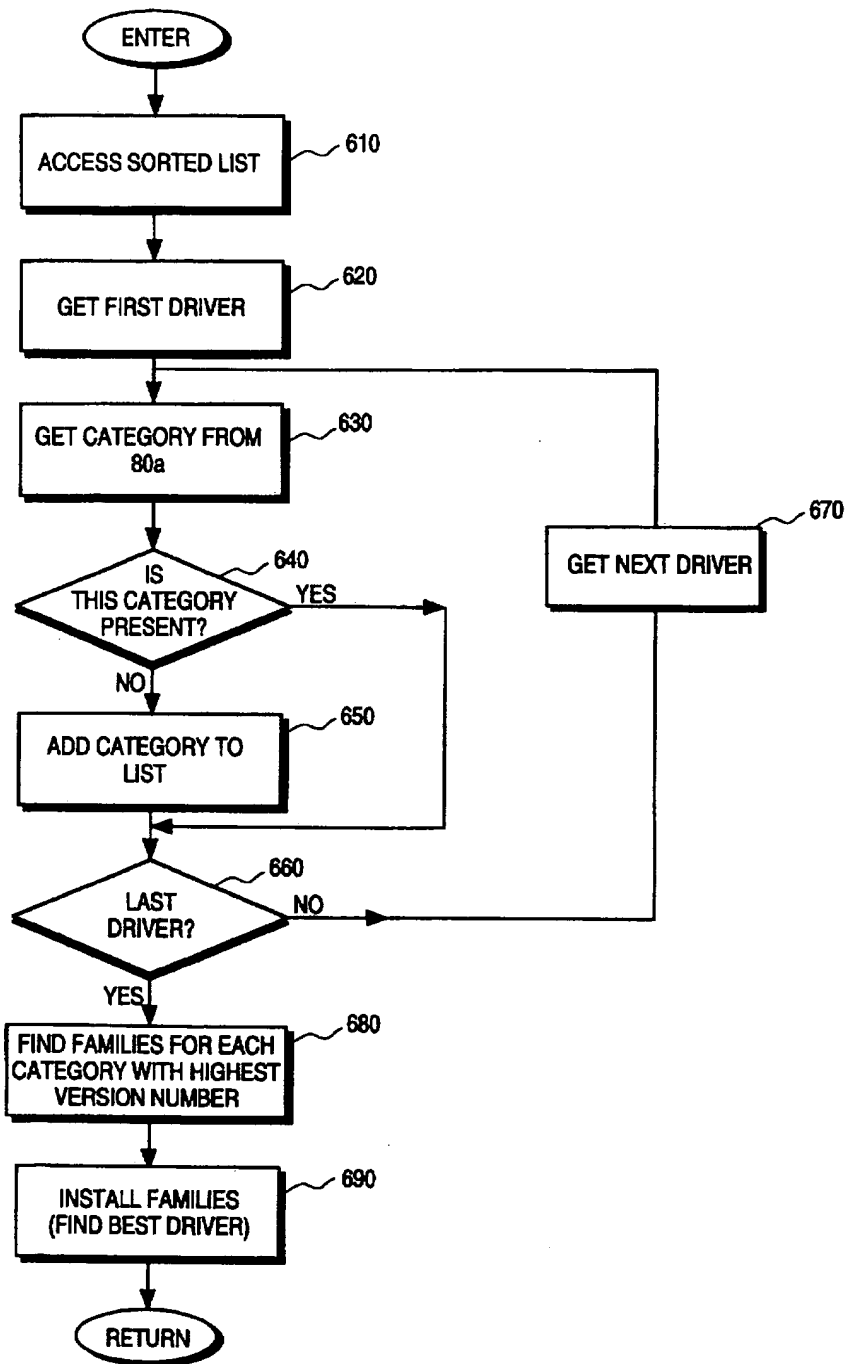 ENTER
ACCESS SORTED LIST
610
GET FIRST DRIVER
620
GET CATEGORY FROM
80a
630
GET NEXT DRIVER
670
IS
THIS CATEGORY
PRESENT?
640
YES
NO
ADD CATEGORY TO
LIST
650
LAST
DRIVER?
660
NO
YES
FIND FAMILIES FOR EACH
CATEGORY WITH HIGHEST
VERSION NUMBER
680
INSTALL FAMILIES
(FIND BEST DRIVER)
690
RETURN